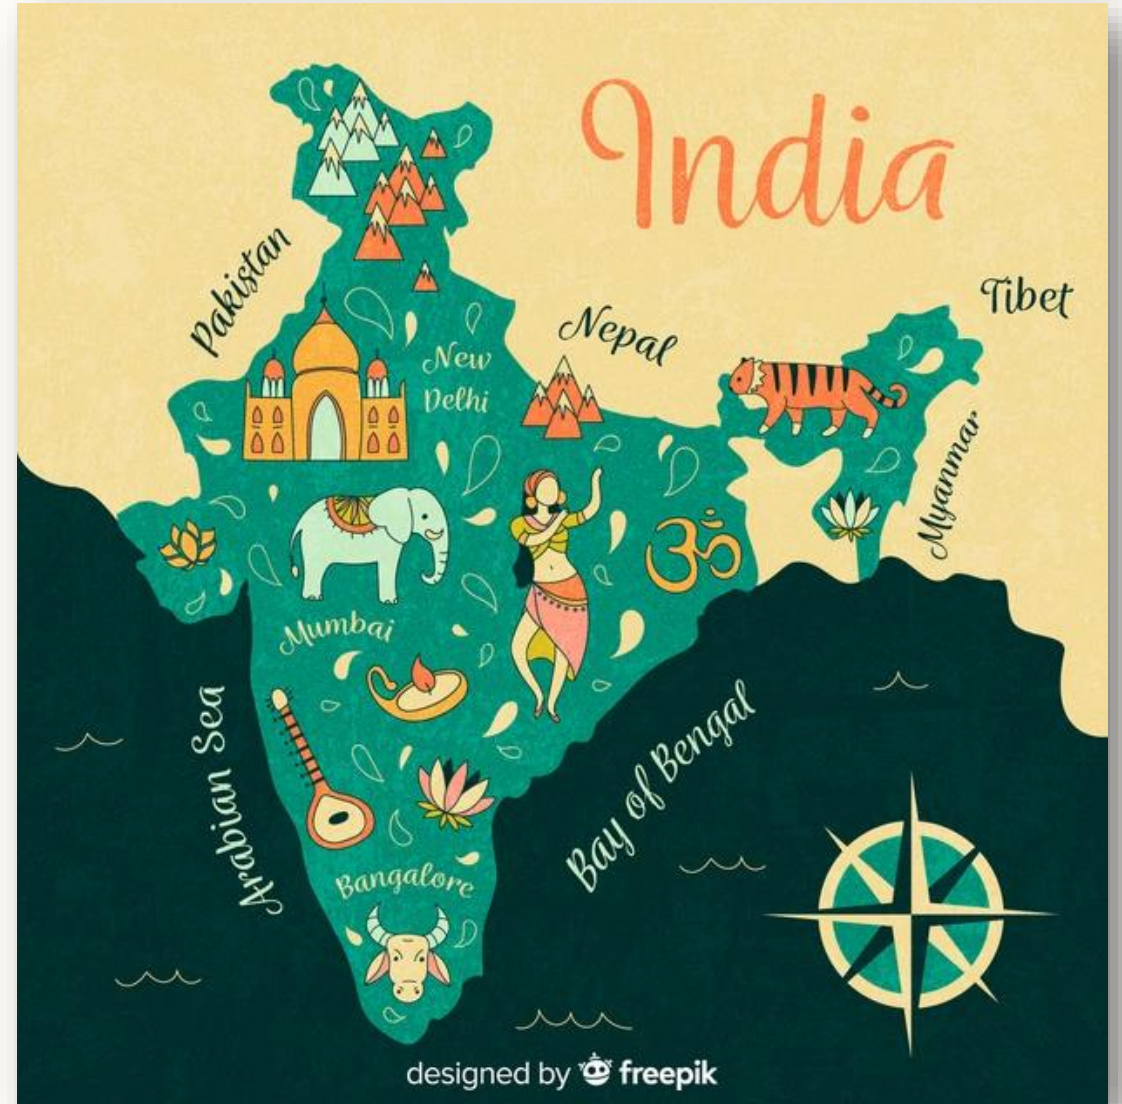 India
Pakistan
Nepal
Tibet
New
Delhi
Myanmar
ॐ
Mumbai
Arabian Sea
Bay of Bengal
Bangalore
designed by freepik